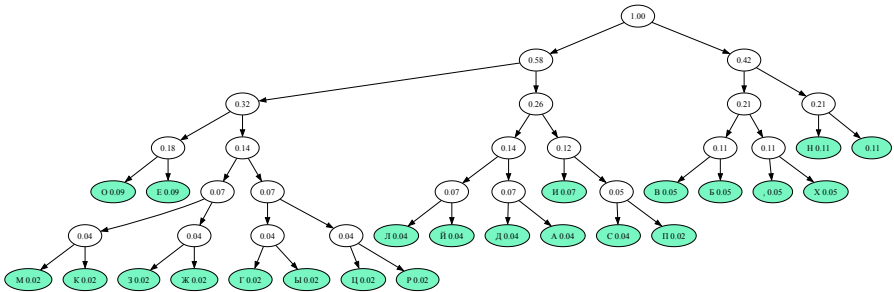 1.00
0.58 0.42
0.32 0.26 0.21 0.21
0.18 0.14 0.14 0.12 0.11 0.11 Н 0.11 0.11
О 0.09 Е 0.09 0.07 0.07 0.07 0.07 И 0.07 0.05 В 0.05 Б 0.05 , 0.05 Х 0.05
0.04 0.04 0.04 0.04 Л 0.04 Й 0.04 Д 0.04 А 0.04 С 0.04 П 0.02
М 0.02 К 0.02 З 0.02 Ж 0.02 Г 0.02 Ы 0.02 Ц 0.02 Р 0.02